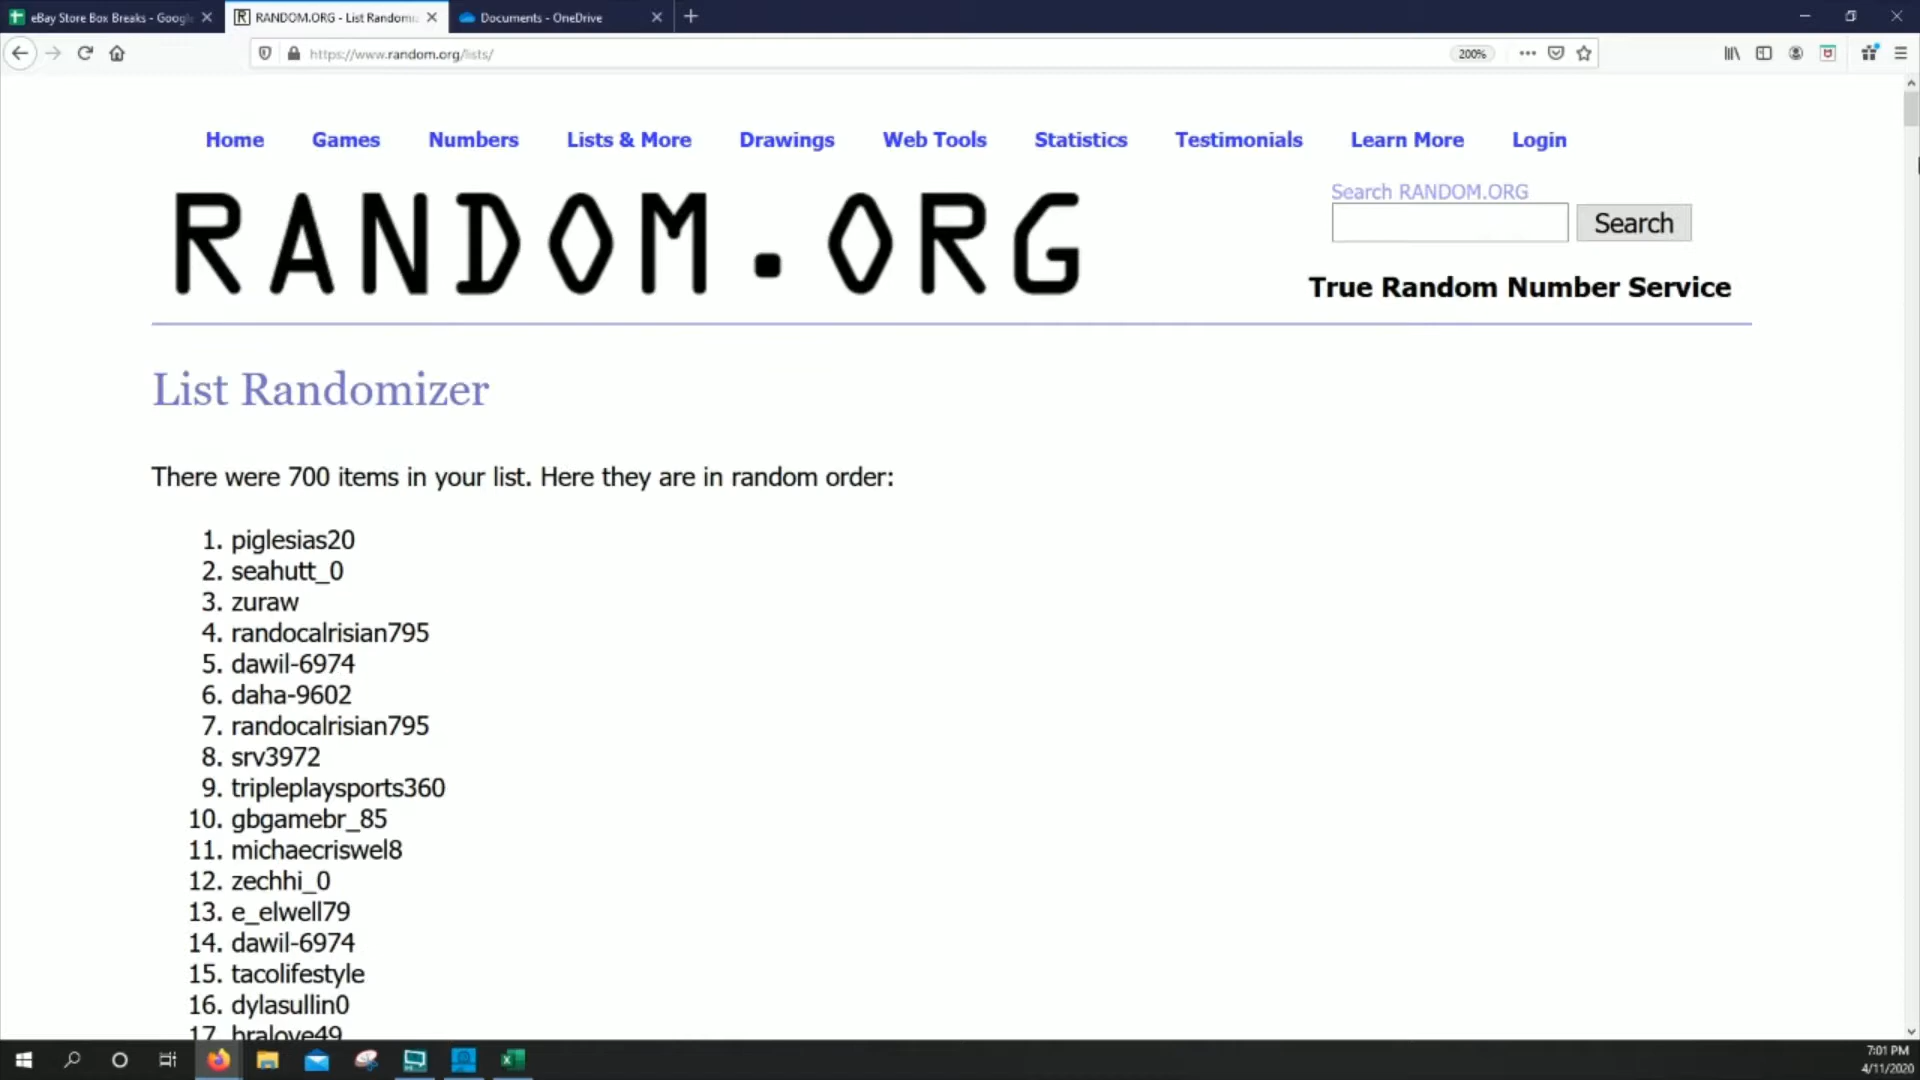 eBay Store Box Breaks - Googl
RANDOM.ORG - List Randomi
Documents - OneDrive
https://www.random.org/lists/
200%
Home Games Numbers Lists & More Drawings Web Tools Statistics Testimonials Learn More Login
RANDOM.ORG
Search RANDOM.ORG
Search
True Random Number Service
List Randomizer
There were 700 items in your list. Here they are in random order:
1. piglesias20
2. seahutt_0
3. zuraw
4. randocalrisian795
5. dawil-6974
6. daha-9602
7. randocalrisian795
8. srv3972
9. tripleplaysports360
10. gbgamebr_85
11. michaecriswel8
12. zechhi_0
13. e_elwell79
14. dawil-6974
15. tacolifestyle
16. dylasullin0
17. hralove49
7:01 PM
4/11/2020